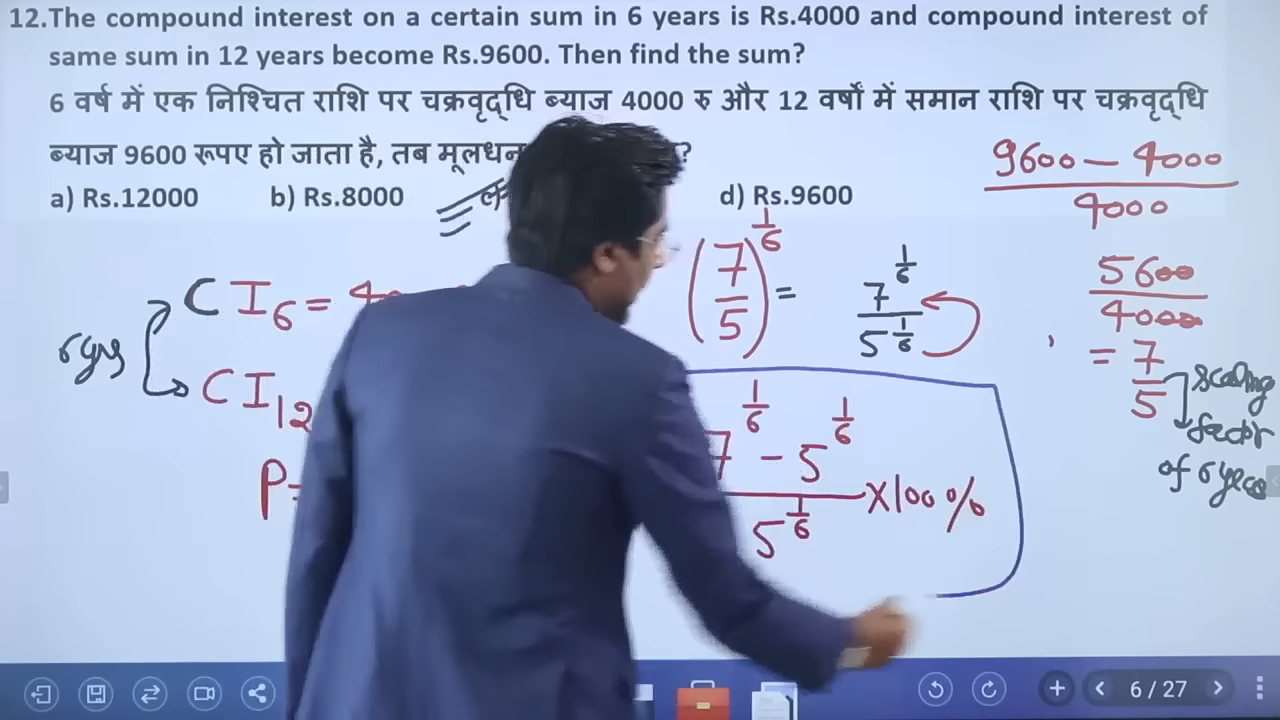 12.The compound interest on a certain sum in 6 years is Rs.4000 and compound interest of
same sum in 12 years become Rs.9600. Then find the sum?
6 वर्ष में एक निश्चित राशि पर चक्रवृद्धि ब्याज 4000 रु और 12 वर्षों में समान राशि पर चक्रवृद्धि
ब्याज 9600 रूपए हो जाता है, तब मूलधन ?
a) Rs.12000 b) Rs.8000 d) Rs.9600
9600 - 4000
4000
(7/5)^1/6 = 7^1/6
5^1/6
5600
4000
= 7/5
scaling
factor
of 6 years
CI6 =
6yrs
CI12
P=
7^1/6 - 5^1/6
5^1/6
X100%
6 / 27